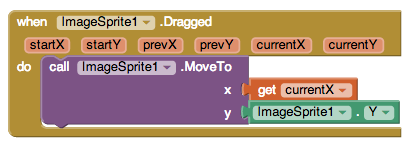 when ImageSprite1 .Dragged
startX startY prevX prevY currentX currentY
do call ImageSprite1 .MoveTo
x get currentX
y ImageSprite1 . Y